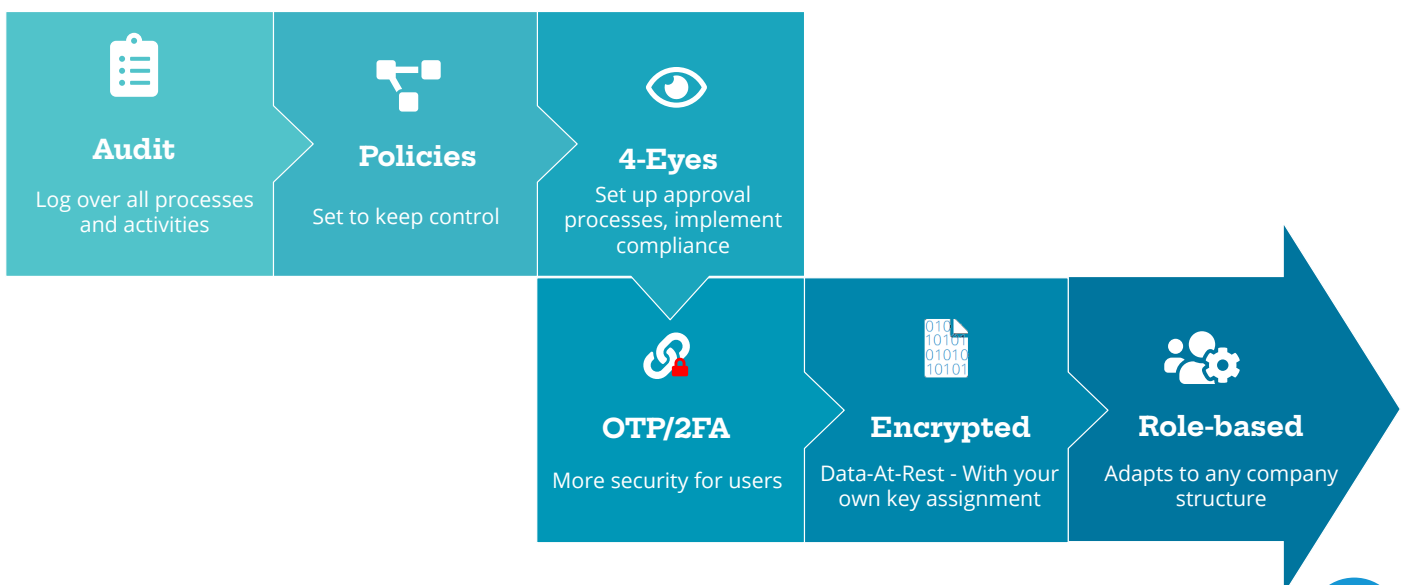 Audit
Log over all processes
and activities
Policies
Set to keep control
4-Eyes
Set up approval
processes, implement
compliance
OTP/2FA
More security for users
010
10101
01010
10101
Encrypted
Data-At-Rest - With your
own key assignment
Role-based
Adapts to any company
structure